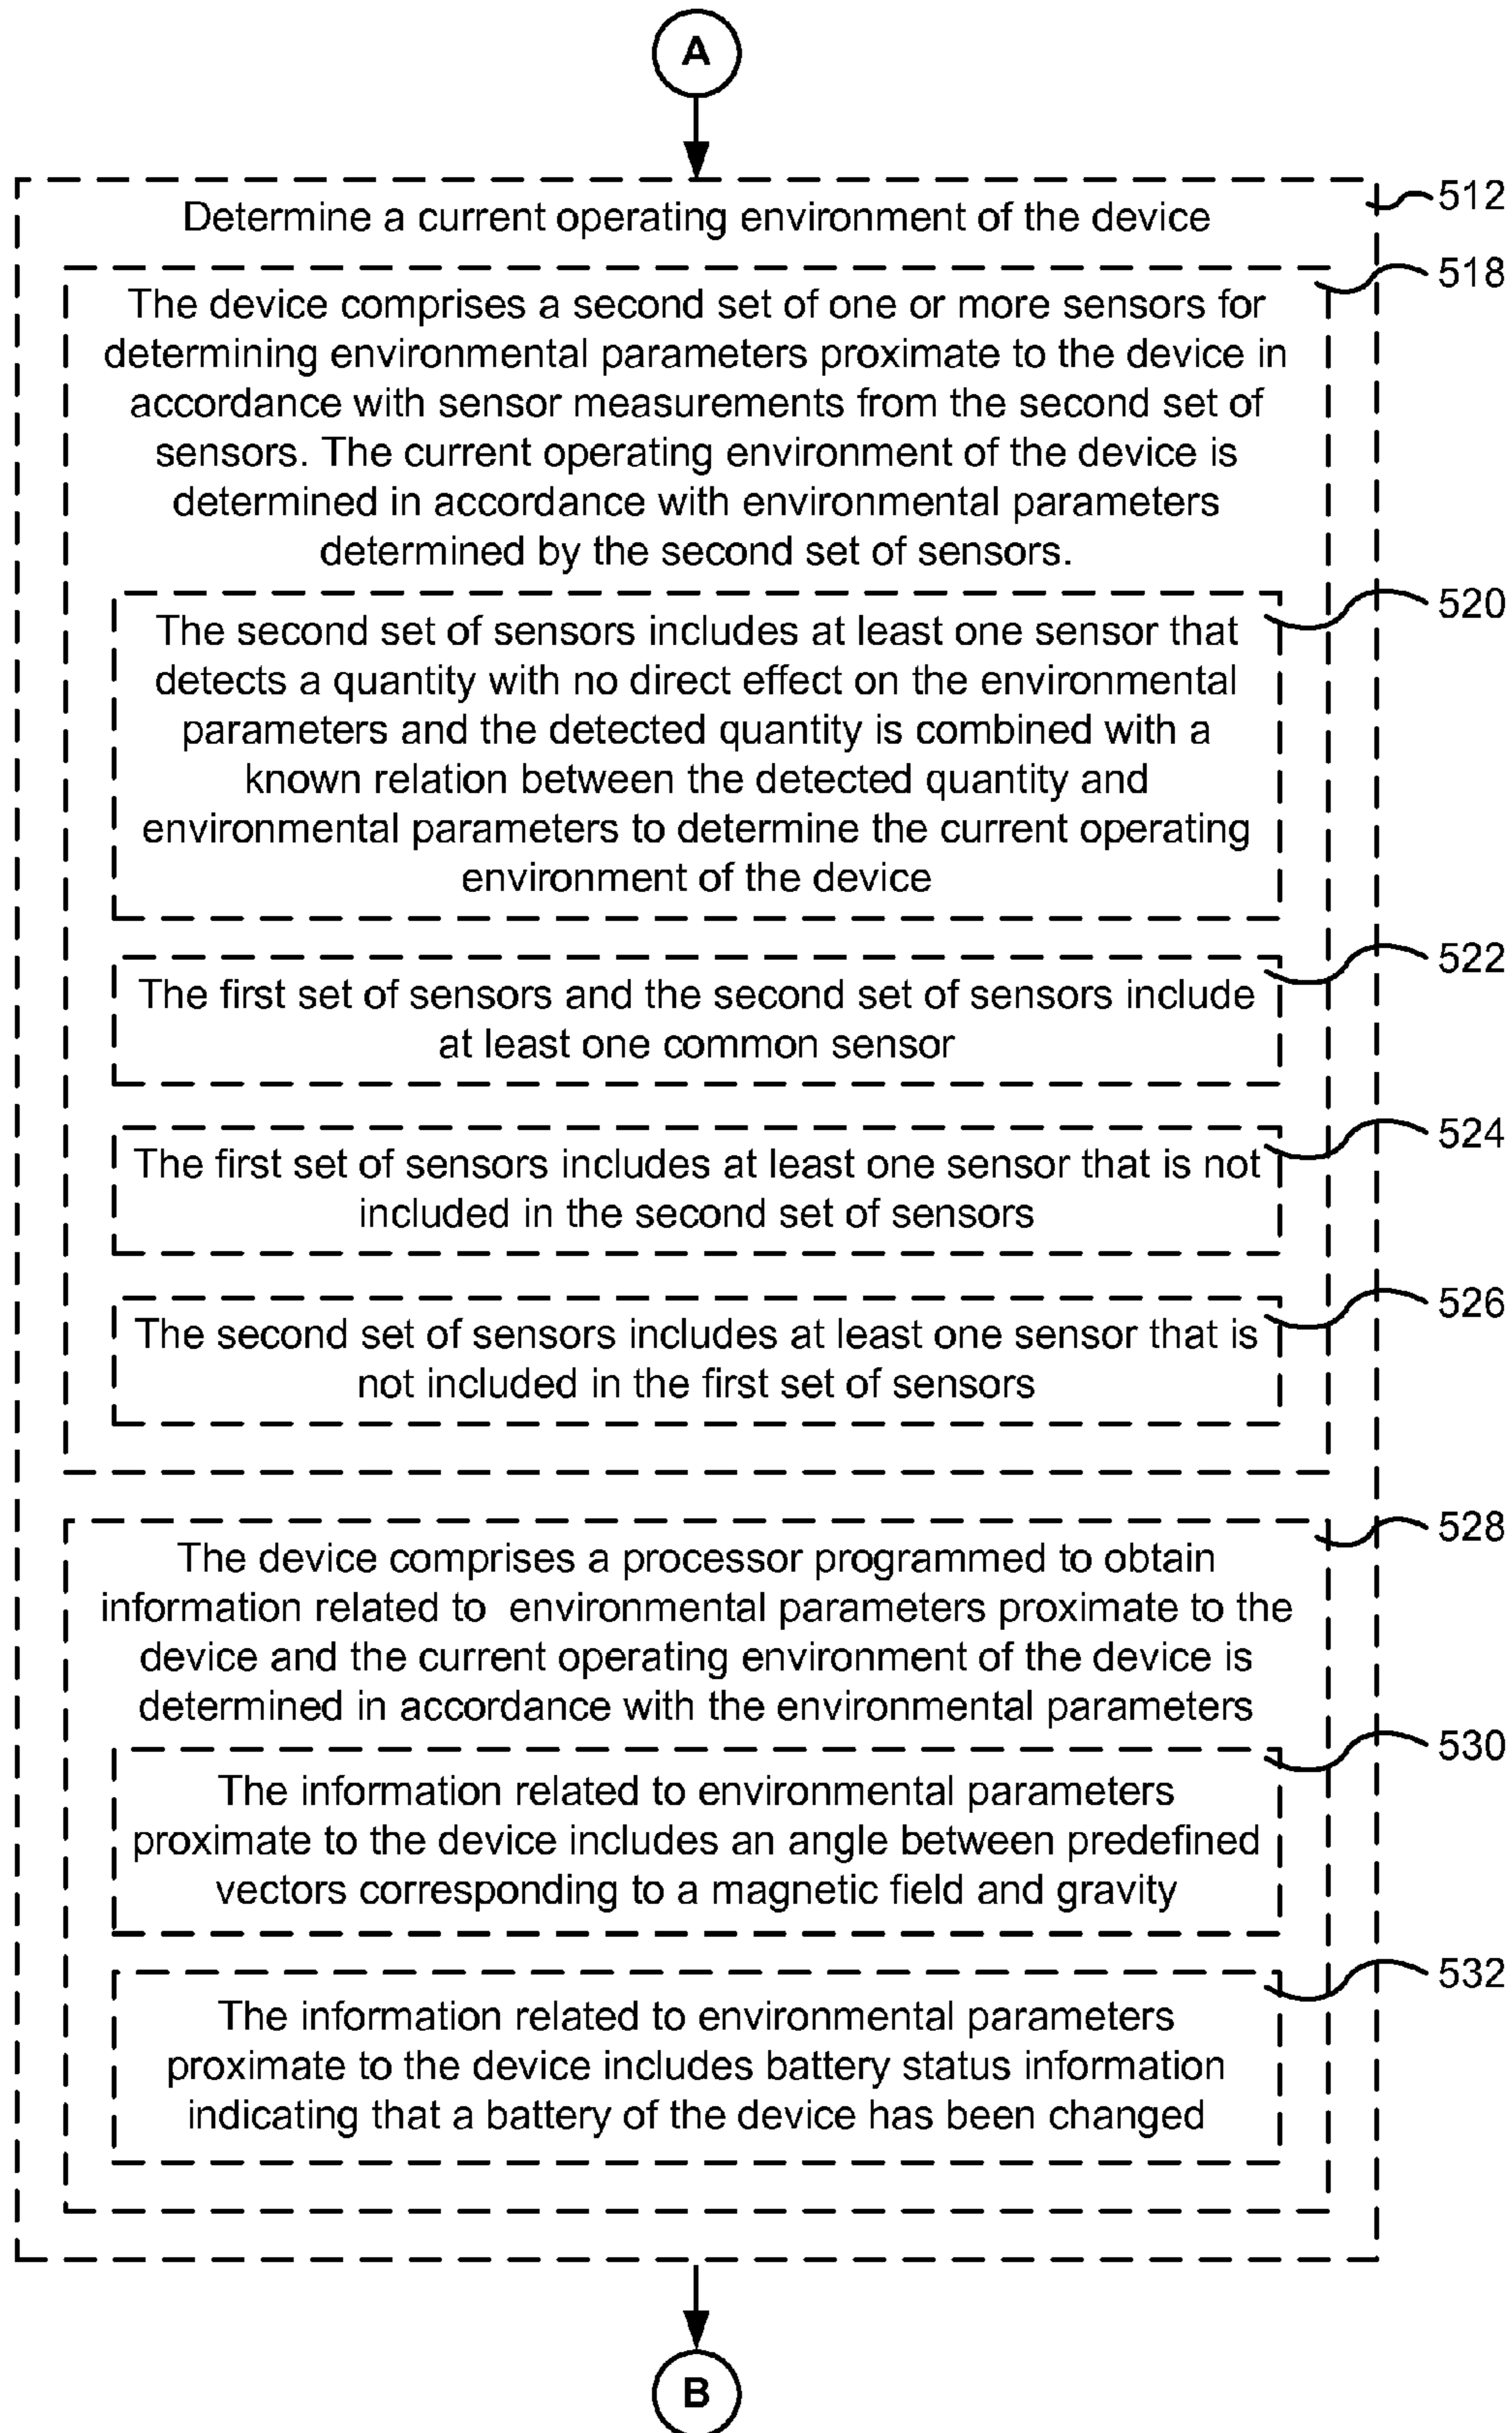 A
Determine a current operating environment of the device
512
518
The device comprises a second set of one or more sensors for
determining environmental parameters proximate to the device in
accordance with sensor measurements from the second set of
sensors. The current operating environment of the device is
determined in accordance with environmental parameters
determined by the second set of sensors.
520
The second set of sensors includes at least one sensor that
detects a quantity with no direct effect on the environmental
parameters and the detected quantity is combined with a
known relation between the detected quantity and
environmental parameters to determine the current operating
environment of the device
522
The first set of sensors and the second set of sensors include
at least one common sensor
524
The first set of sensors includes at least one sensor that is not
included in the second set of sensors
526
The second set of sensors includes at least one sensor that is
not included in the first set of sensors
528
The device comprises a processor programmed to obtain
information related to environmental parameters proximate to the
device and the current operating environment of the device is
determined in accordance with the environmental parameters
530
The information related to environmental parameters
proximate to the device includes an angle between predefined
vectors corresponding to a magnetic field and gravity
532
The information related to environmental parameters
proximate to the device includes battery status information
indicating that a battery of the device has been changed
B